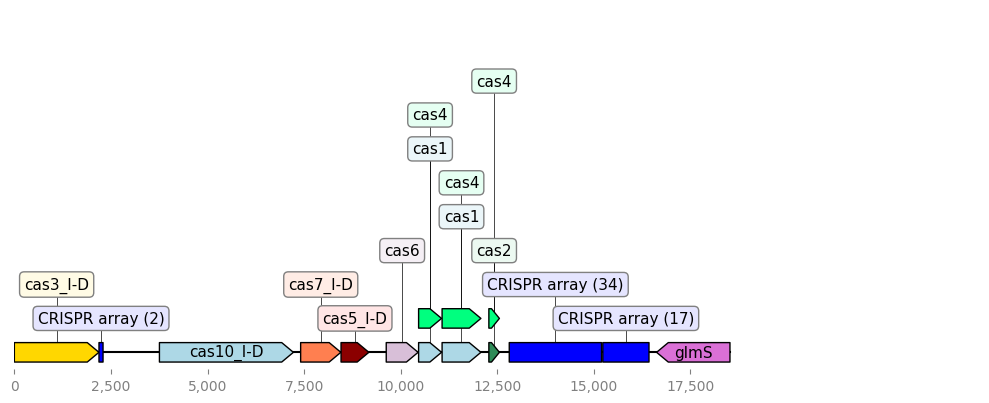 cas4
cas4
cas1
cas4
cas1
cas6
cas2
cas3_I-D
cas7_I-D
CRISPR array (34)
CRISPR array (2)
cas5_I-D
CRISPR array (17)
cas10_I-D
glmS
0
2,500
5,000
7,500
10,000
12,500
15,000
17,500